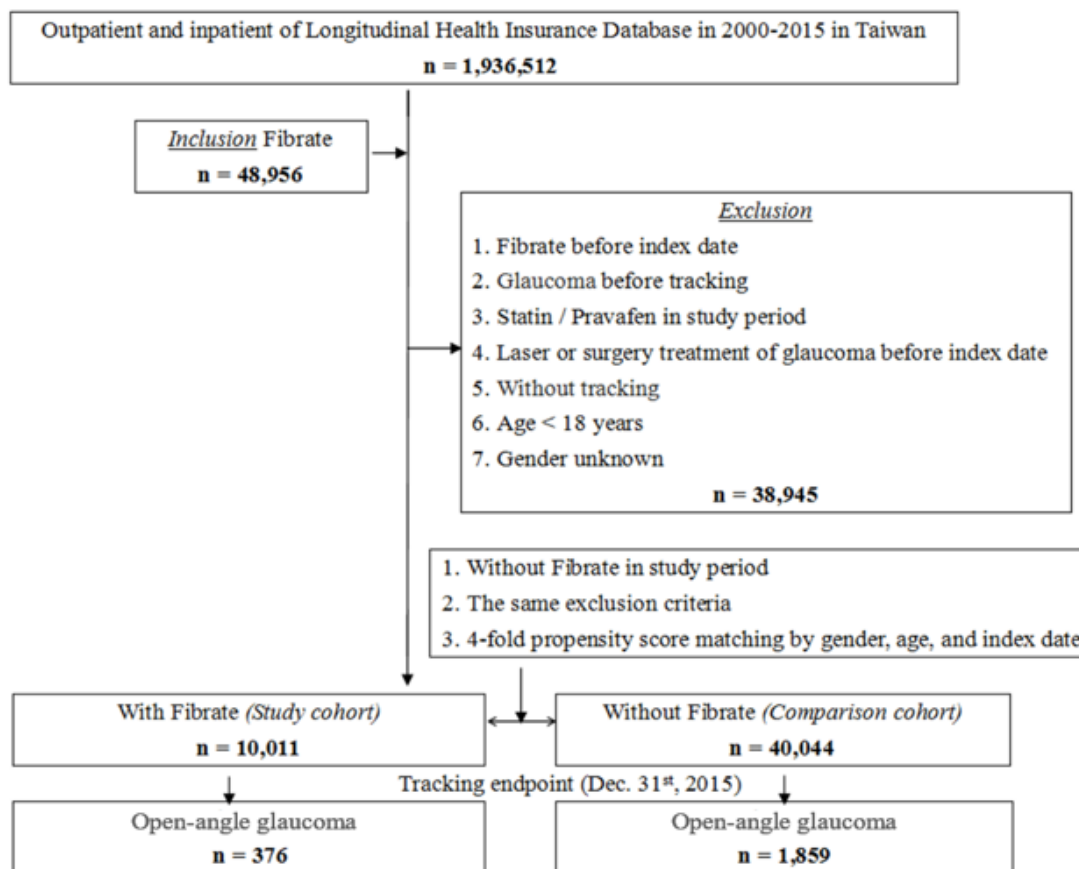 Outpatient and inpatient of Longitudinal Health Insurance Database in 2000-2015 in Taiwan
n = 1,936,512
Inclusion Fibrate
n = 48,956
Exclusion
1. Fibrate before index date
2. Glaucoma before tracking
3. Statin / Pravafen in study period
4. Laser or surgery treatment of glaucoma before index date
5. Without tracking
6. Age < 18 years
7. Gender unknown
n = 38,945
1. Without Fibrate in study period
2. The same exclusion criteria
3. 4-fold propensity score matching by gender, age, and index date
With Fibrate (Study cohort)
n = 10,011
Without Fibrate (Comparison cohort)
n = 40,044
Tracking endpoint (Dec. 31st, 2015)
Open-angle glaucoma
n = 376
Open-angle glaucoma
n = 1,859